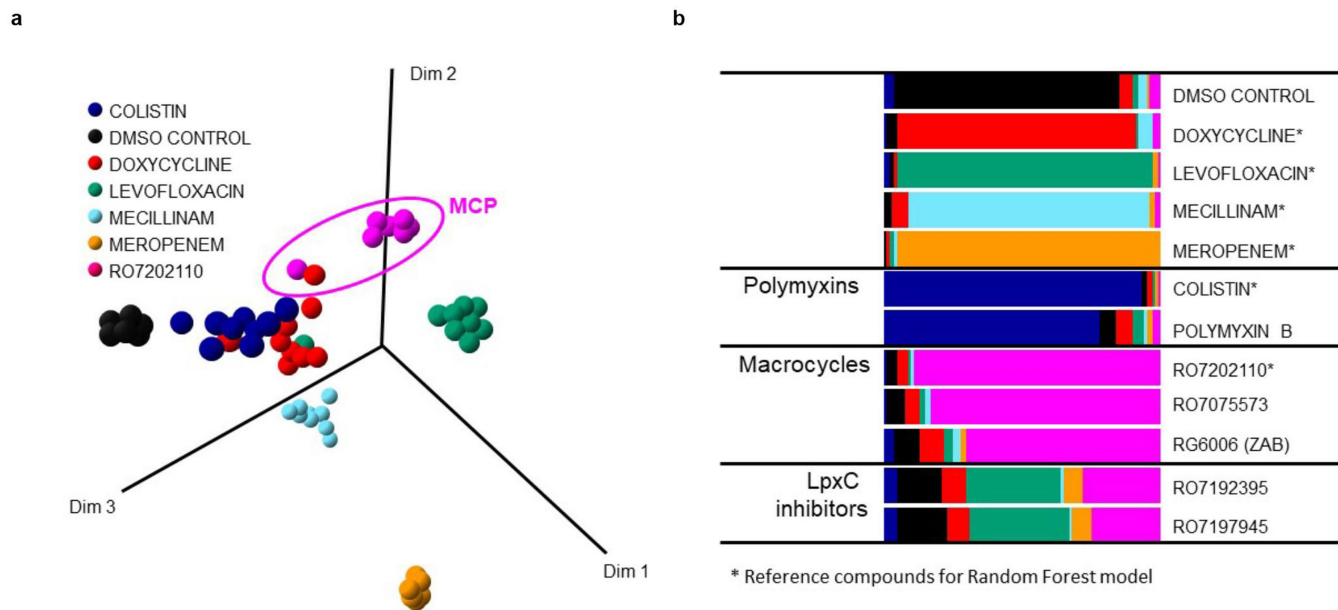 a
b
Dim 2
COLISTIN
DMSO CONTROL
DOXYCYCLINE
LEVOFLOXACIN
MECILLINAM
MEROPENEM
RO7202110
MCP
Dim 3
Dim 1
DMSO CONTROL
DOXYCYCLINE*
LEVOFLOXACIN*
MECILLINAM*
MEROPENEM*
Polymyxins
COLISTIN*
POLYMYXIN B
Macrocycles
RO7202110*
RO7075573
RG6006 (ZAB)
LpxC
inhibitors
RO7192395
RO7197945
* Reference compounds for Random Forest model